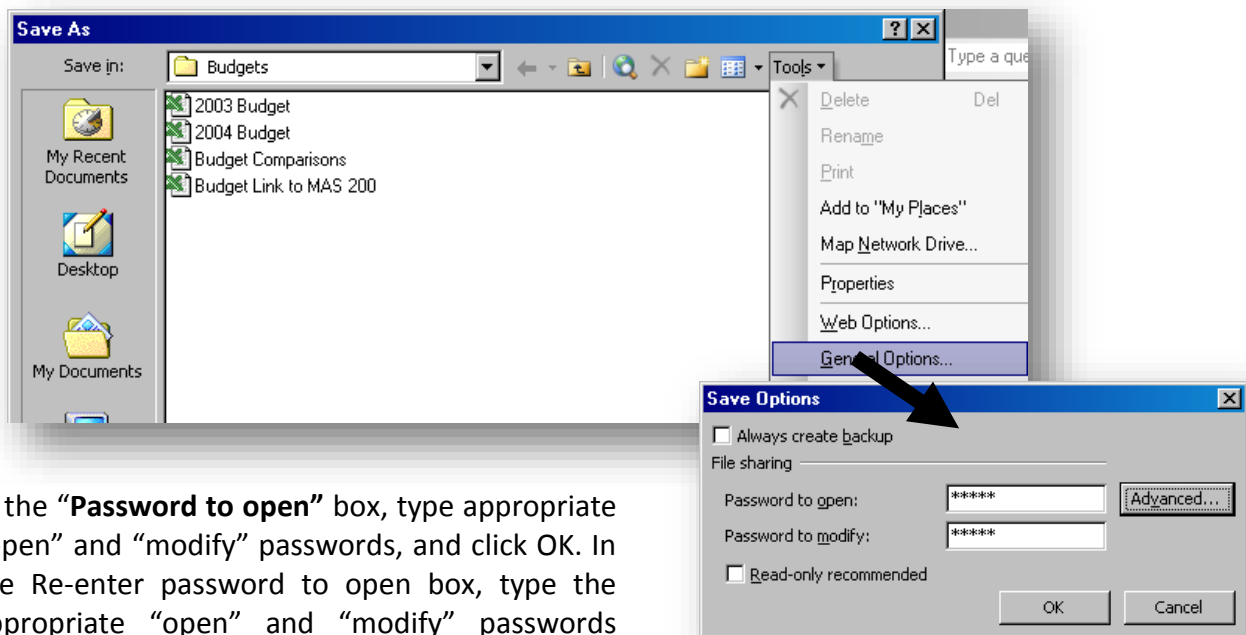 Save As
Type a que
Save in:
Budgets
Tools
2003 Budget
2004 Budget
Budget Comparisons
Budget Link to MAS 200
My Recent
Documents
Desktop
My Documents
Delete Del
Rename
Print
Add to "My Places"
Map Network Drive...
Properties
Web Options...
General Options...
Save Options
Always create backup
File sharing
Password to open: *****
Advanced...
Password to modify: *****
Read-only recommended
OK Cancel
the “Password to open” box, type appropriate
pen” and “modify” passwords, and click OK. In
e Re-enter password to open box, type the
ppropriate “open” and “modify” passwords